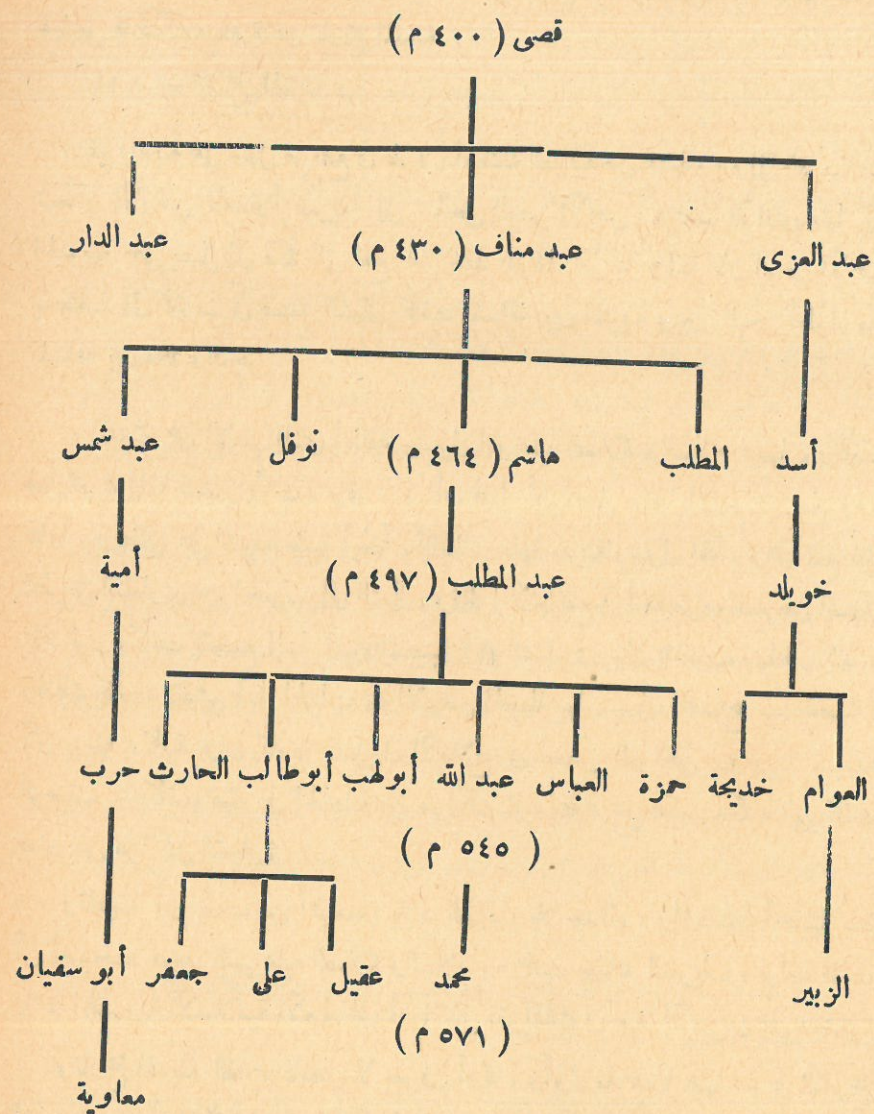 قصى ( ٤٠٠ م )
عبد العزى عبد مناف ( ٤٣٠ م ) عبد الدار
أسد المطلب هاشم ( ٤٦٤ م ) نوفل عبد شمس
خويلد عبد المطلب ( ٤٩٧ م ) أمية
العوام خديجة حمزة العباس عبد الله أبو لهب أبو طالب الحارث حرب
( ٥٤٥ م )
الزبير محمد عقيل على جعفر أبو سفيان
( ٥٧١ م )
معاوية